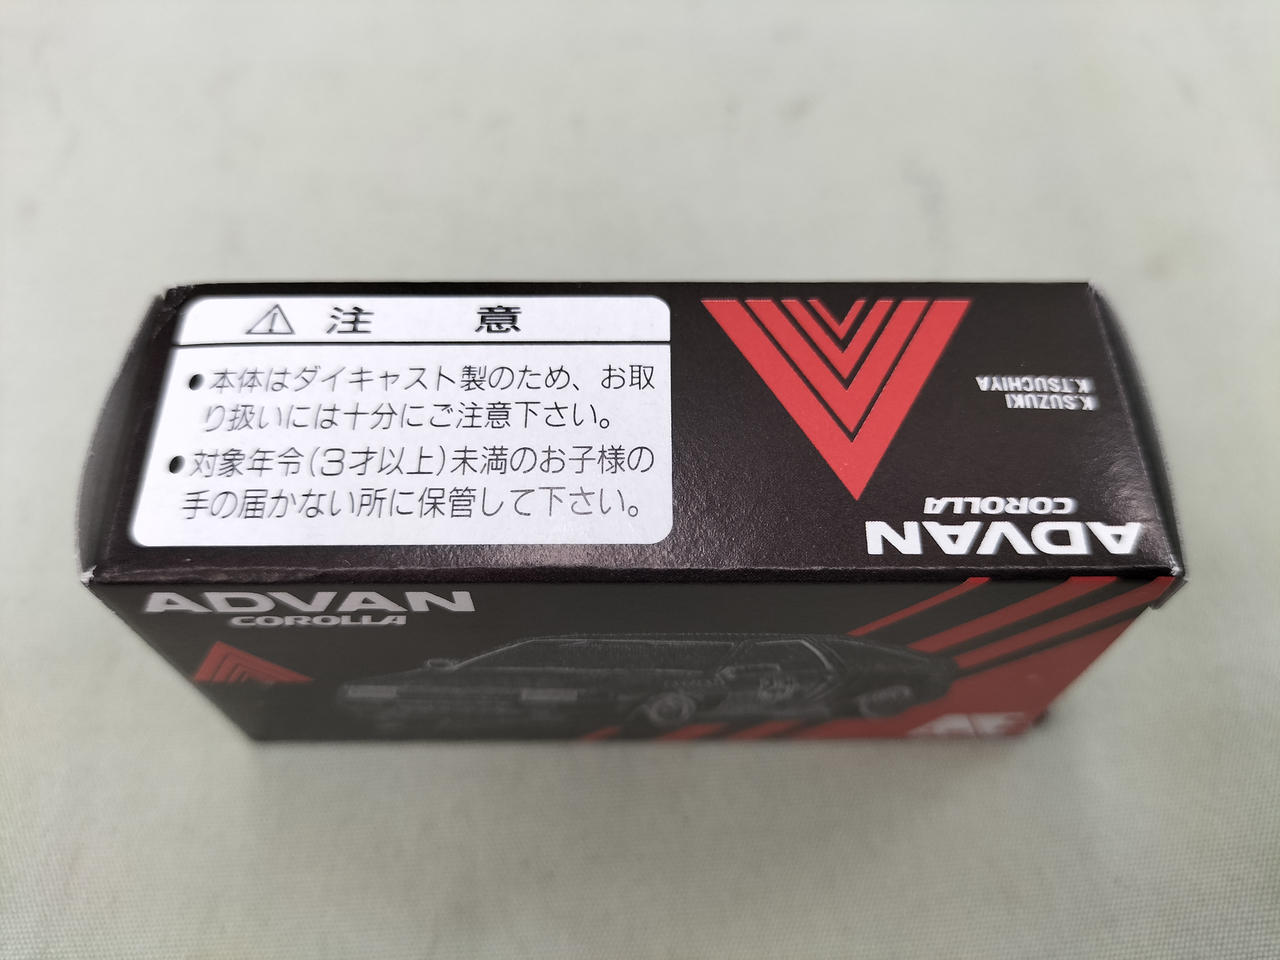 注 意
●本体はダイキャスト製のため、お取
り扱いには十分にご注意下さい。
●対象年令(3才以上)未満のお子様の
手の届かない所に保管して下さい。
K.SUZUKI
K.TSUCHIYA
ADVAN
COROLLA
ADVAN
COROLLA